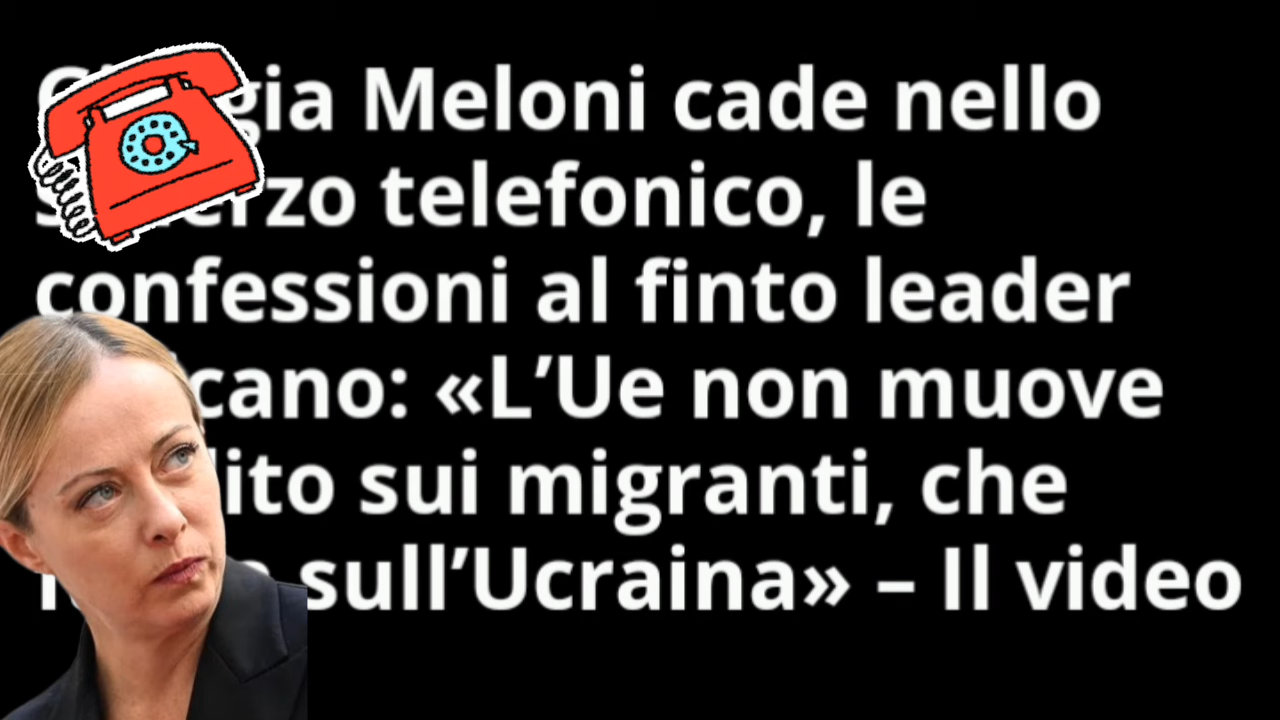 Meloni cade nello
telefonico, le
confessioni al finto leader
«L’Ue non muove
sui migranti, che
sull’Ucraina» – Il video